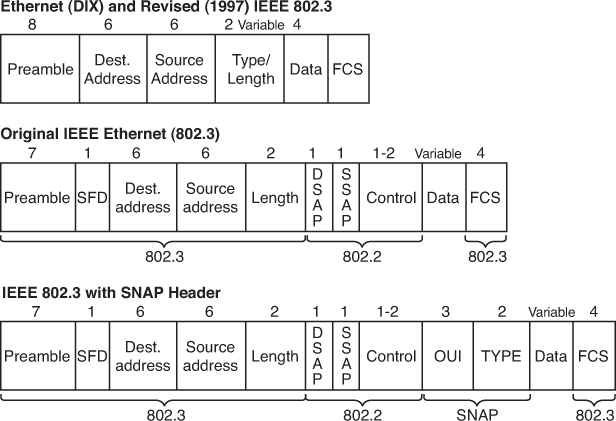 Ethernet (DIX) and Revised (1997) IEEE 802.3
8 6 6 2 Variable 4
Preamble Dest. Address Source Address Type/ Length Data FCS
Original IEEE Ethernet (802.3)
7 1 6 6 2 1 1 1-2 Variable 4
Preamble SFD Dest. address Source address Length DSAP SSAP Control Data FCS
802.3 802.2 802.3
IEEE 802.3 with SNAP Header
7 1 6 6 2 1 1 1-2 3 2 Variable 4
Preamble SFD Dest. address Source address Length DSAP SSAP Control OUI TYPE Data FCS
802.3 802.2 SNAP 802.3